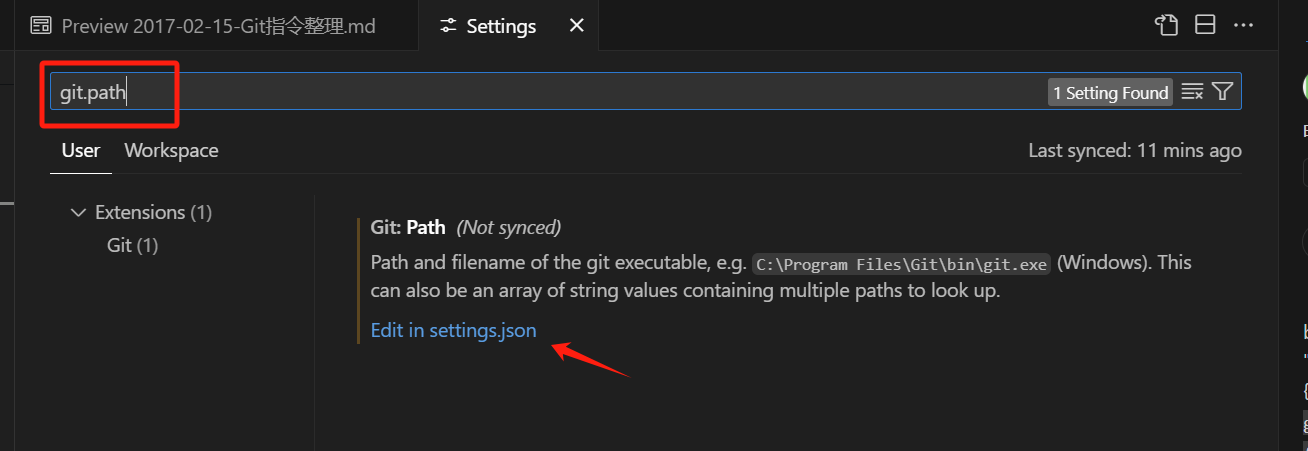 Preview 2017-02-15-Git指令整理.md
Settings
git.path
1 Setting Found
User
Workspace
Last synced: 11 mins ago
Extensions (1)
Git (1)
Git: Path (Not synced)
Path and filename of the git executable, e.g. C:\Program Files\Git\bin\git.exe (Windows). This
can also be an array of string values containing multiple paths to look up.
Edit in settings.json